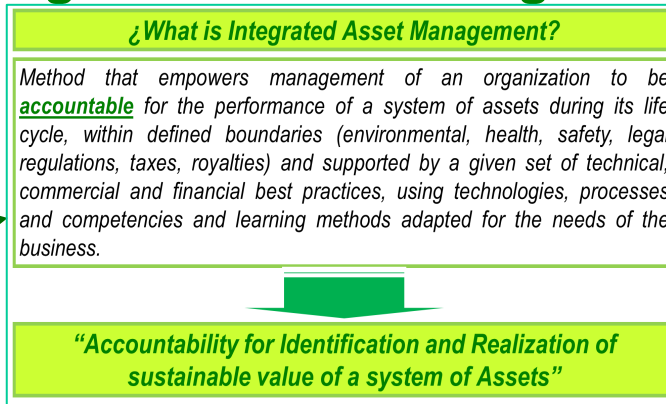 ¿What is Integrated Asset Management?
Method that empowers management of an organization to be
accountable for the performance of a system of assets during its life
cycle, within defined boundaries (environmental, health, safety, legal
regulations, taxes, royalties) and supported by a given set of technical,
commercial and financial best practices, using technologies, processes
and competencies and learning methods adapted for the needs of the
business.
“Accountability for Identification and Realization of
sustainable value of a system of Assets”